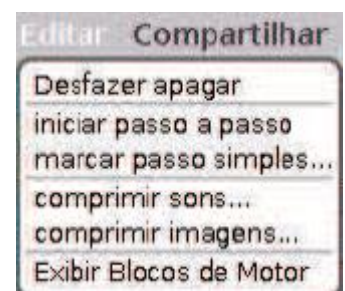 Editar Compartilhar
Desfazer apagar
iniciar passo a passo
marcar passo simples...
comprimir sons...
comprimir imagens...
Exibir Blocos de Motor